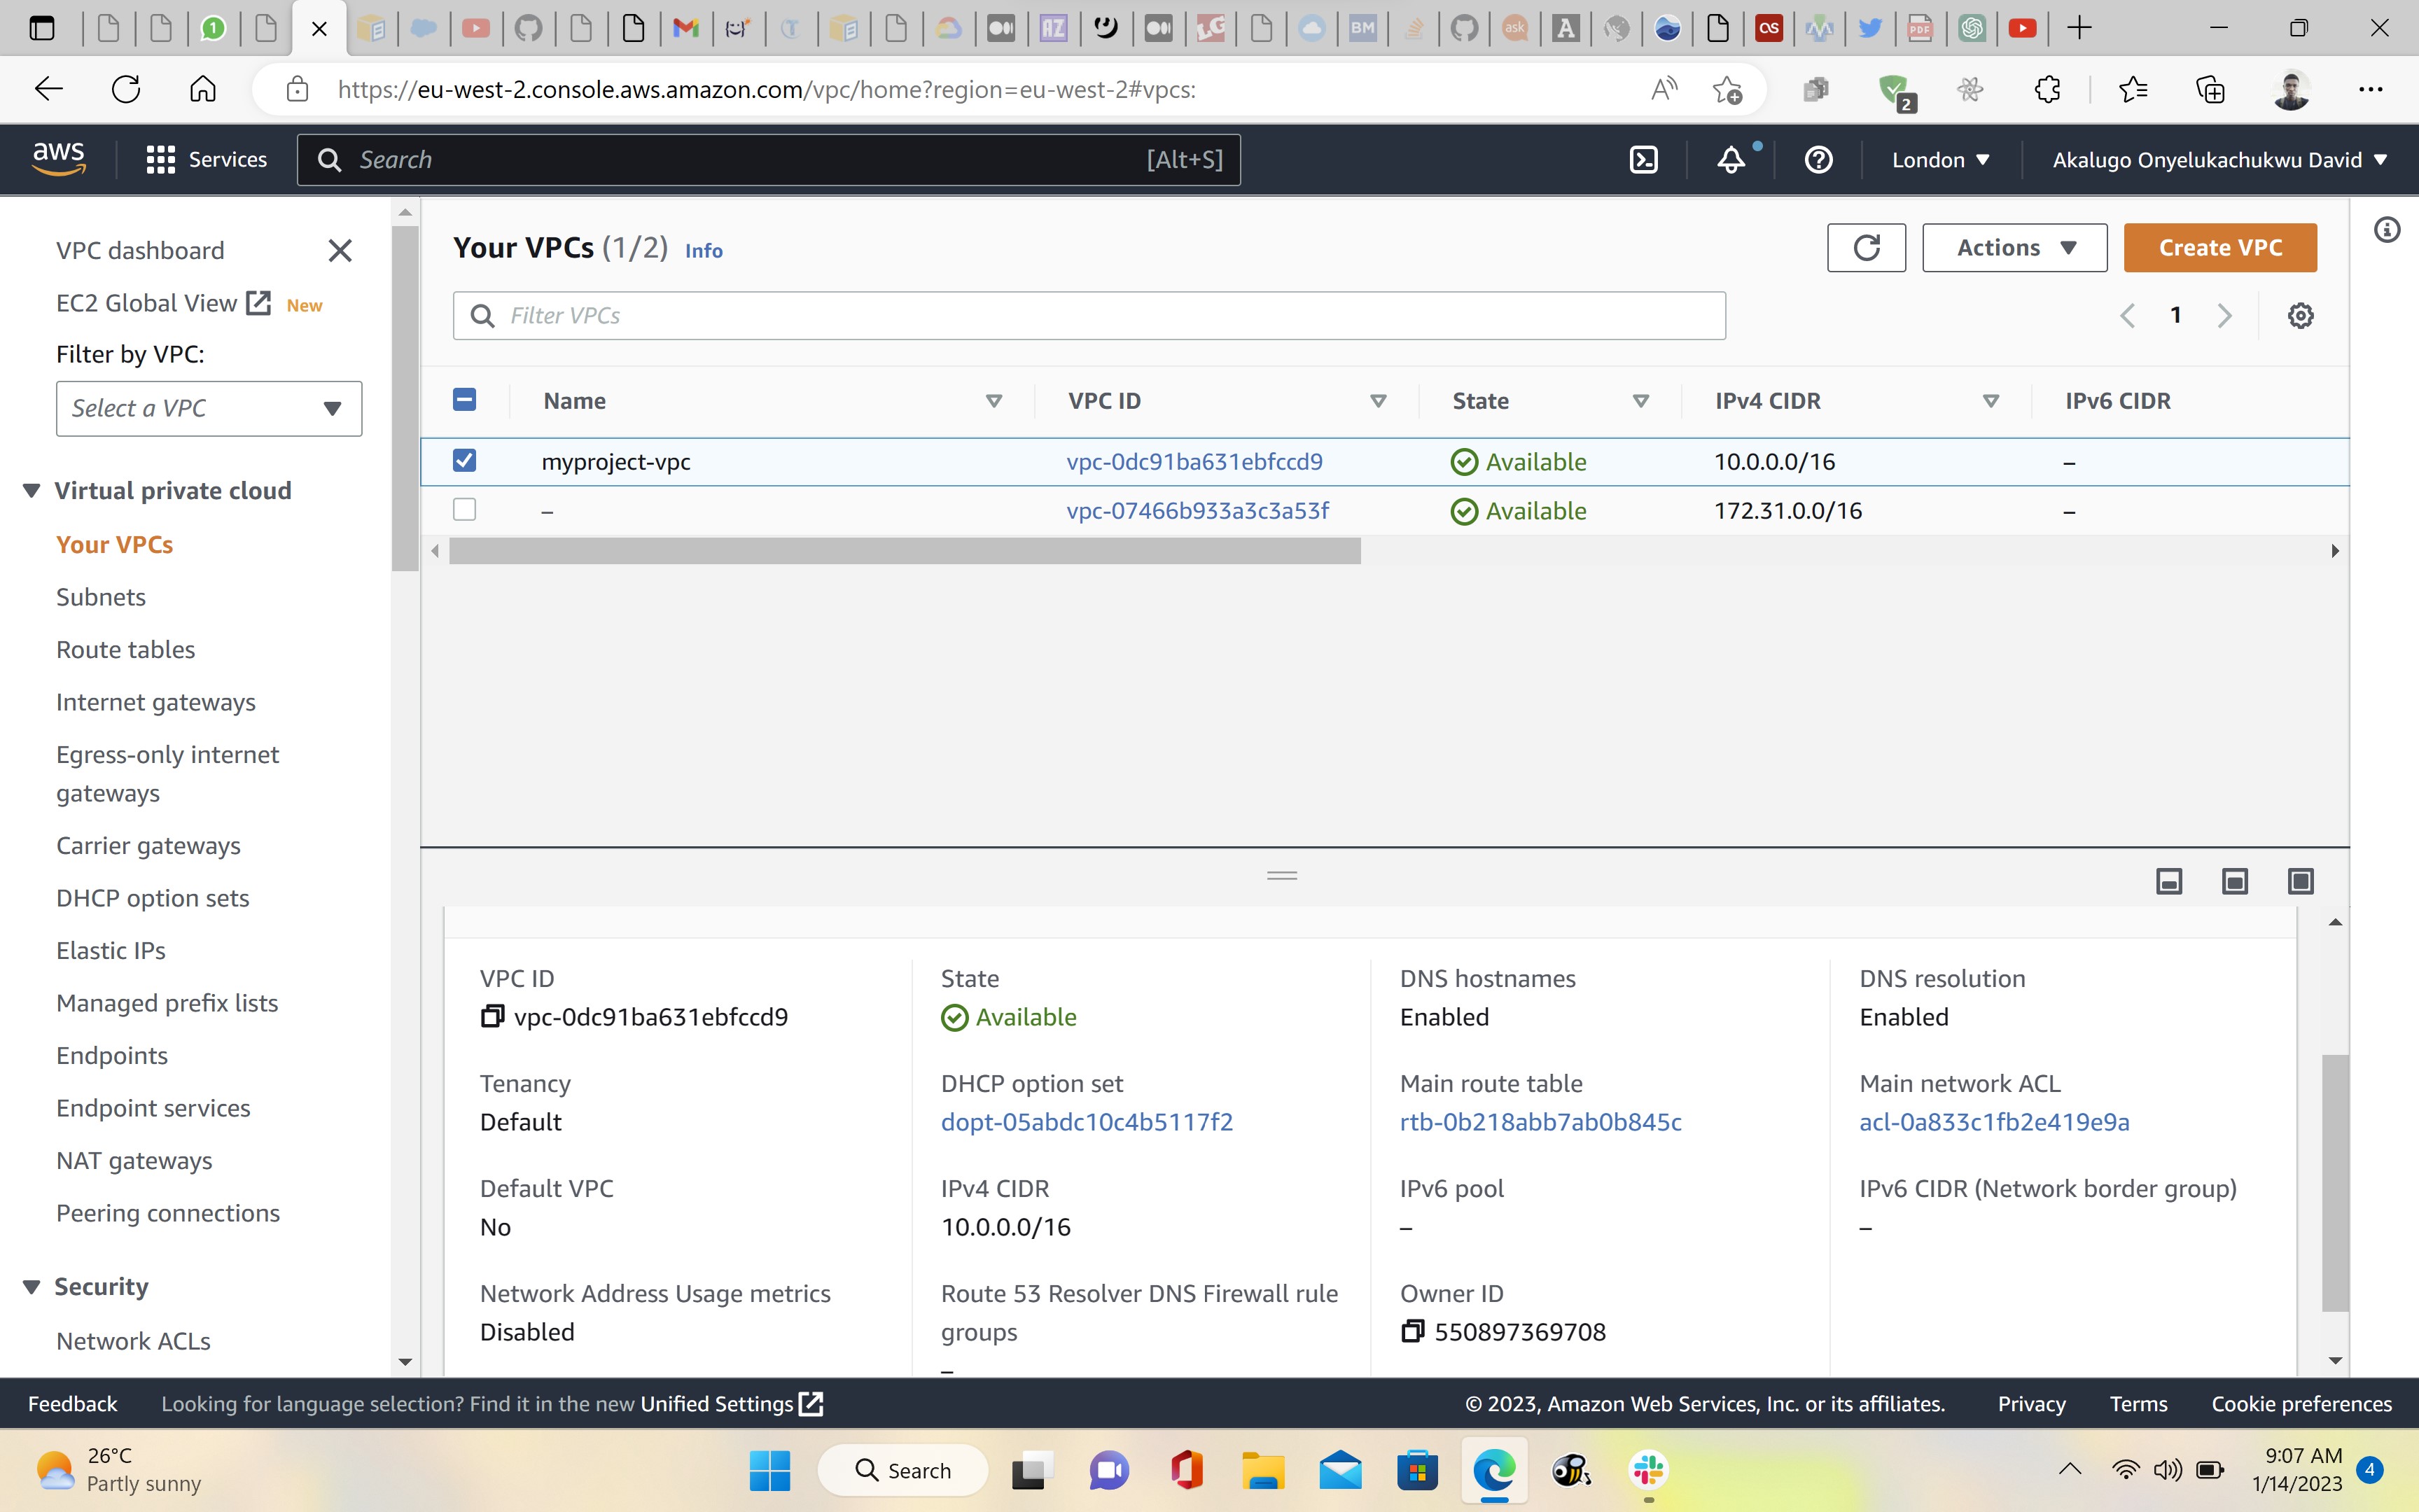 1
BM
ask
A
AZ
LG
OS
PDF
https://eu-west-2.console.aws.amazon.com/vpc/home?region=eu-west-2#vpcs:
2
aws
Services
Search
[Alt+S]
London
Akalugo Onyelukachukwu David
VPC dashboard
EC2 Global View
New
Filter by VPC:
Select a VPC
Virtual private cloud
Your VPCs
Subnets
Route tables
Internet gateways
Egress-only internet
gateways
Carrier gateways
DHCP option sets
Elastic IPs
Managed prefix lists
Endpoints
Endpoint services
NAT gateways
Peering connections
Security
Network ACLs
Your VPCs (1/2) Info
Actions
Create VPC
Filter VPCs
1
Name VPC ID State IPv4 CIDR IPv6 CIDR
myproject-vpc vpc-0dc91ba631ebfccd9 Available 10.0.0.0/16 –
– vpc-07466b933a3c3a53f Available 172.31.0.0/16 –
VPC ID
vpc-0dc91ba631ebfccd9
State
Available
DNS hostnames
Enabled
DNS resolution
Enabled
Tenancy
Default
DHCP option set
dopt-05abdc10c4b5117f2
Main route table
rtb-0b218abb7ab0b845c
Main network ACL
acl-0a833c1fb2e419e9a
Default VPC
No
IPv4 CIDR
10.0.0.0/16
IPv6 pool
–
IPv6 CIDR (Network border group)
–
Network Address Usage metrics
Disabled
Route 53 Resolver DNS Firewall rule
groups
–
Owner ID
550897369708
Feedback
Looking for language selection? Find it in the new Unified Settings
© 2023, Amazon Web Services, Inc. or its affiliates.
Privacy
Terms
Cookie preferences
26°C
Partly sunny
Search
9:07 AM
1/14/2023
4